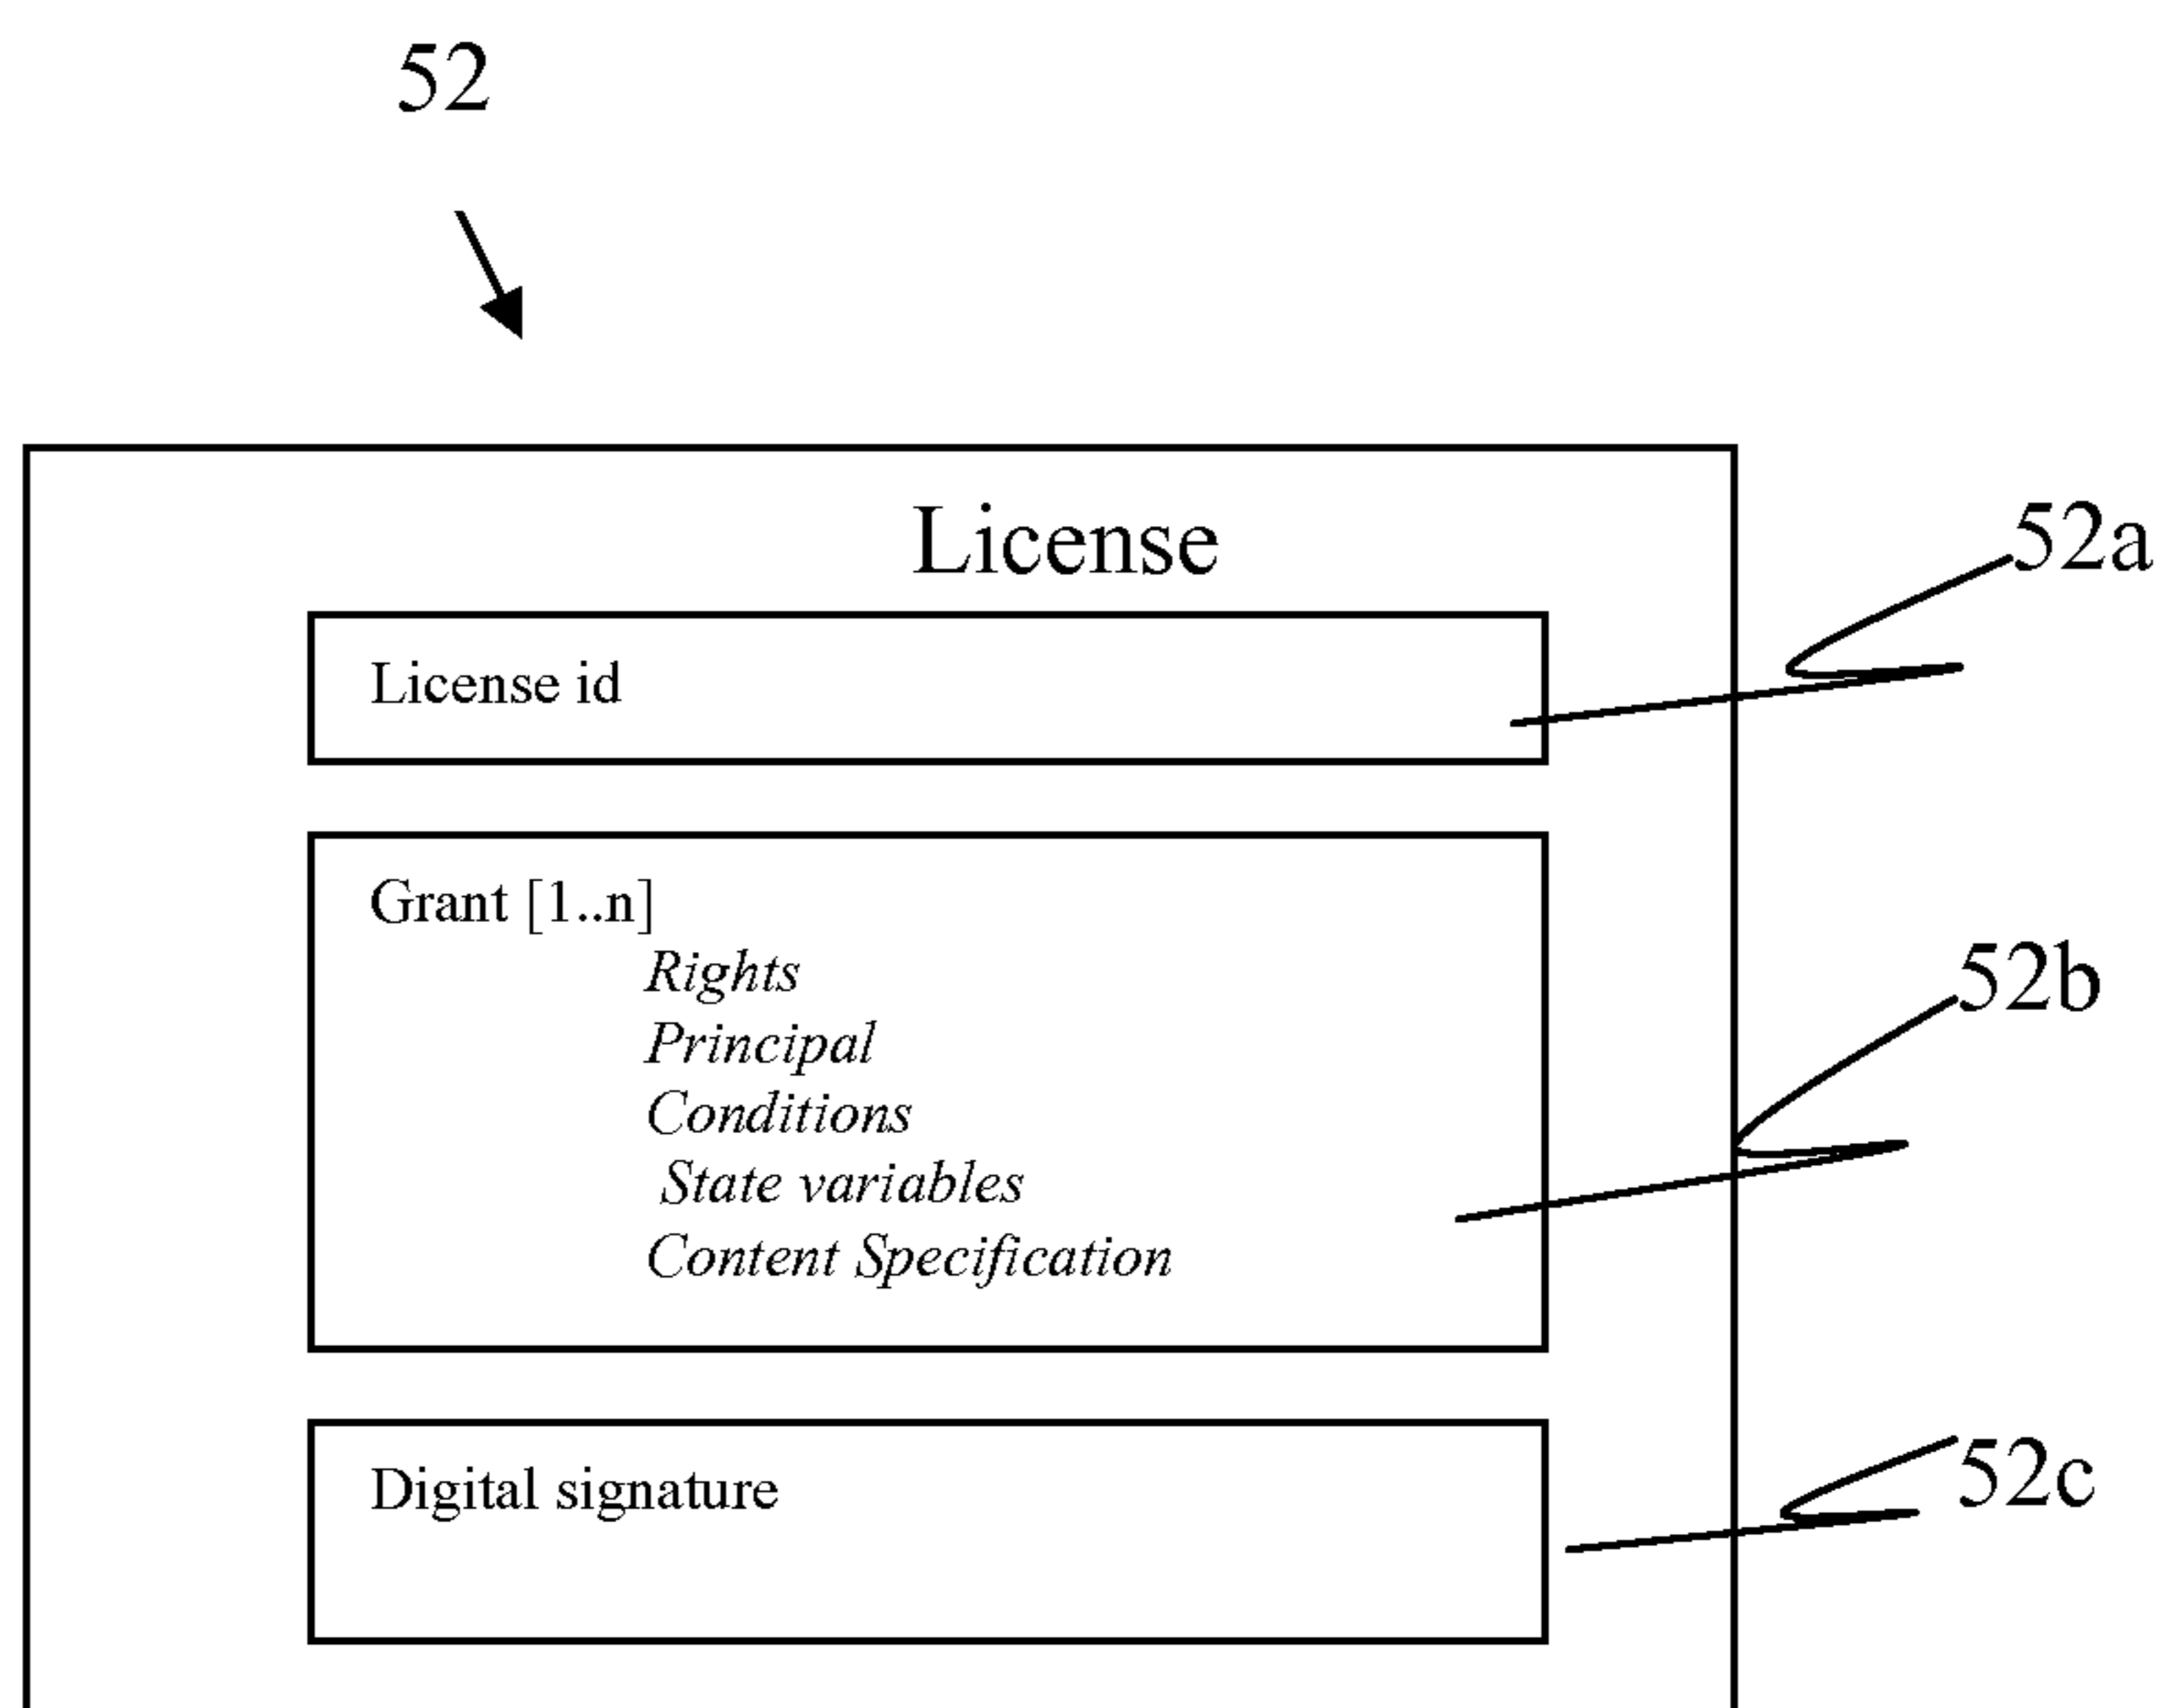 52
License
52a
License id
Grant [1..n]
Rights
52b
Principal
Conditions
State variables
Content Specification
52c
Digital signature